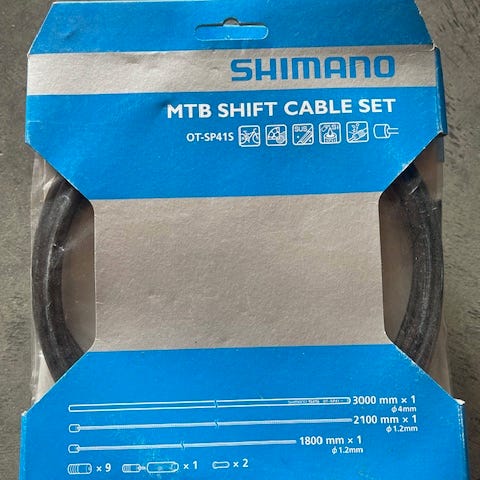 SHIMANO
MTB SHIFT CABLE SET
OT-SP41S
3000 mm × 1
ϕ4mm
2100 mm × 1
ϕ1.2mm
1800 mm × 1
ϕ1.2mm
× 9 × 1 × 2